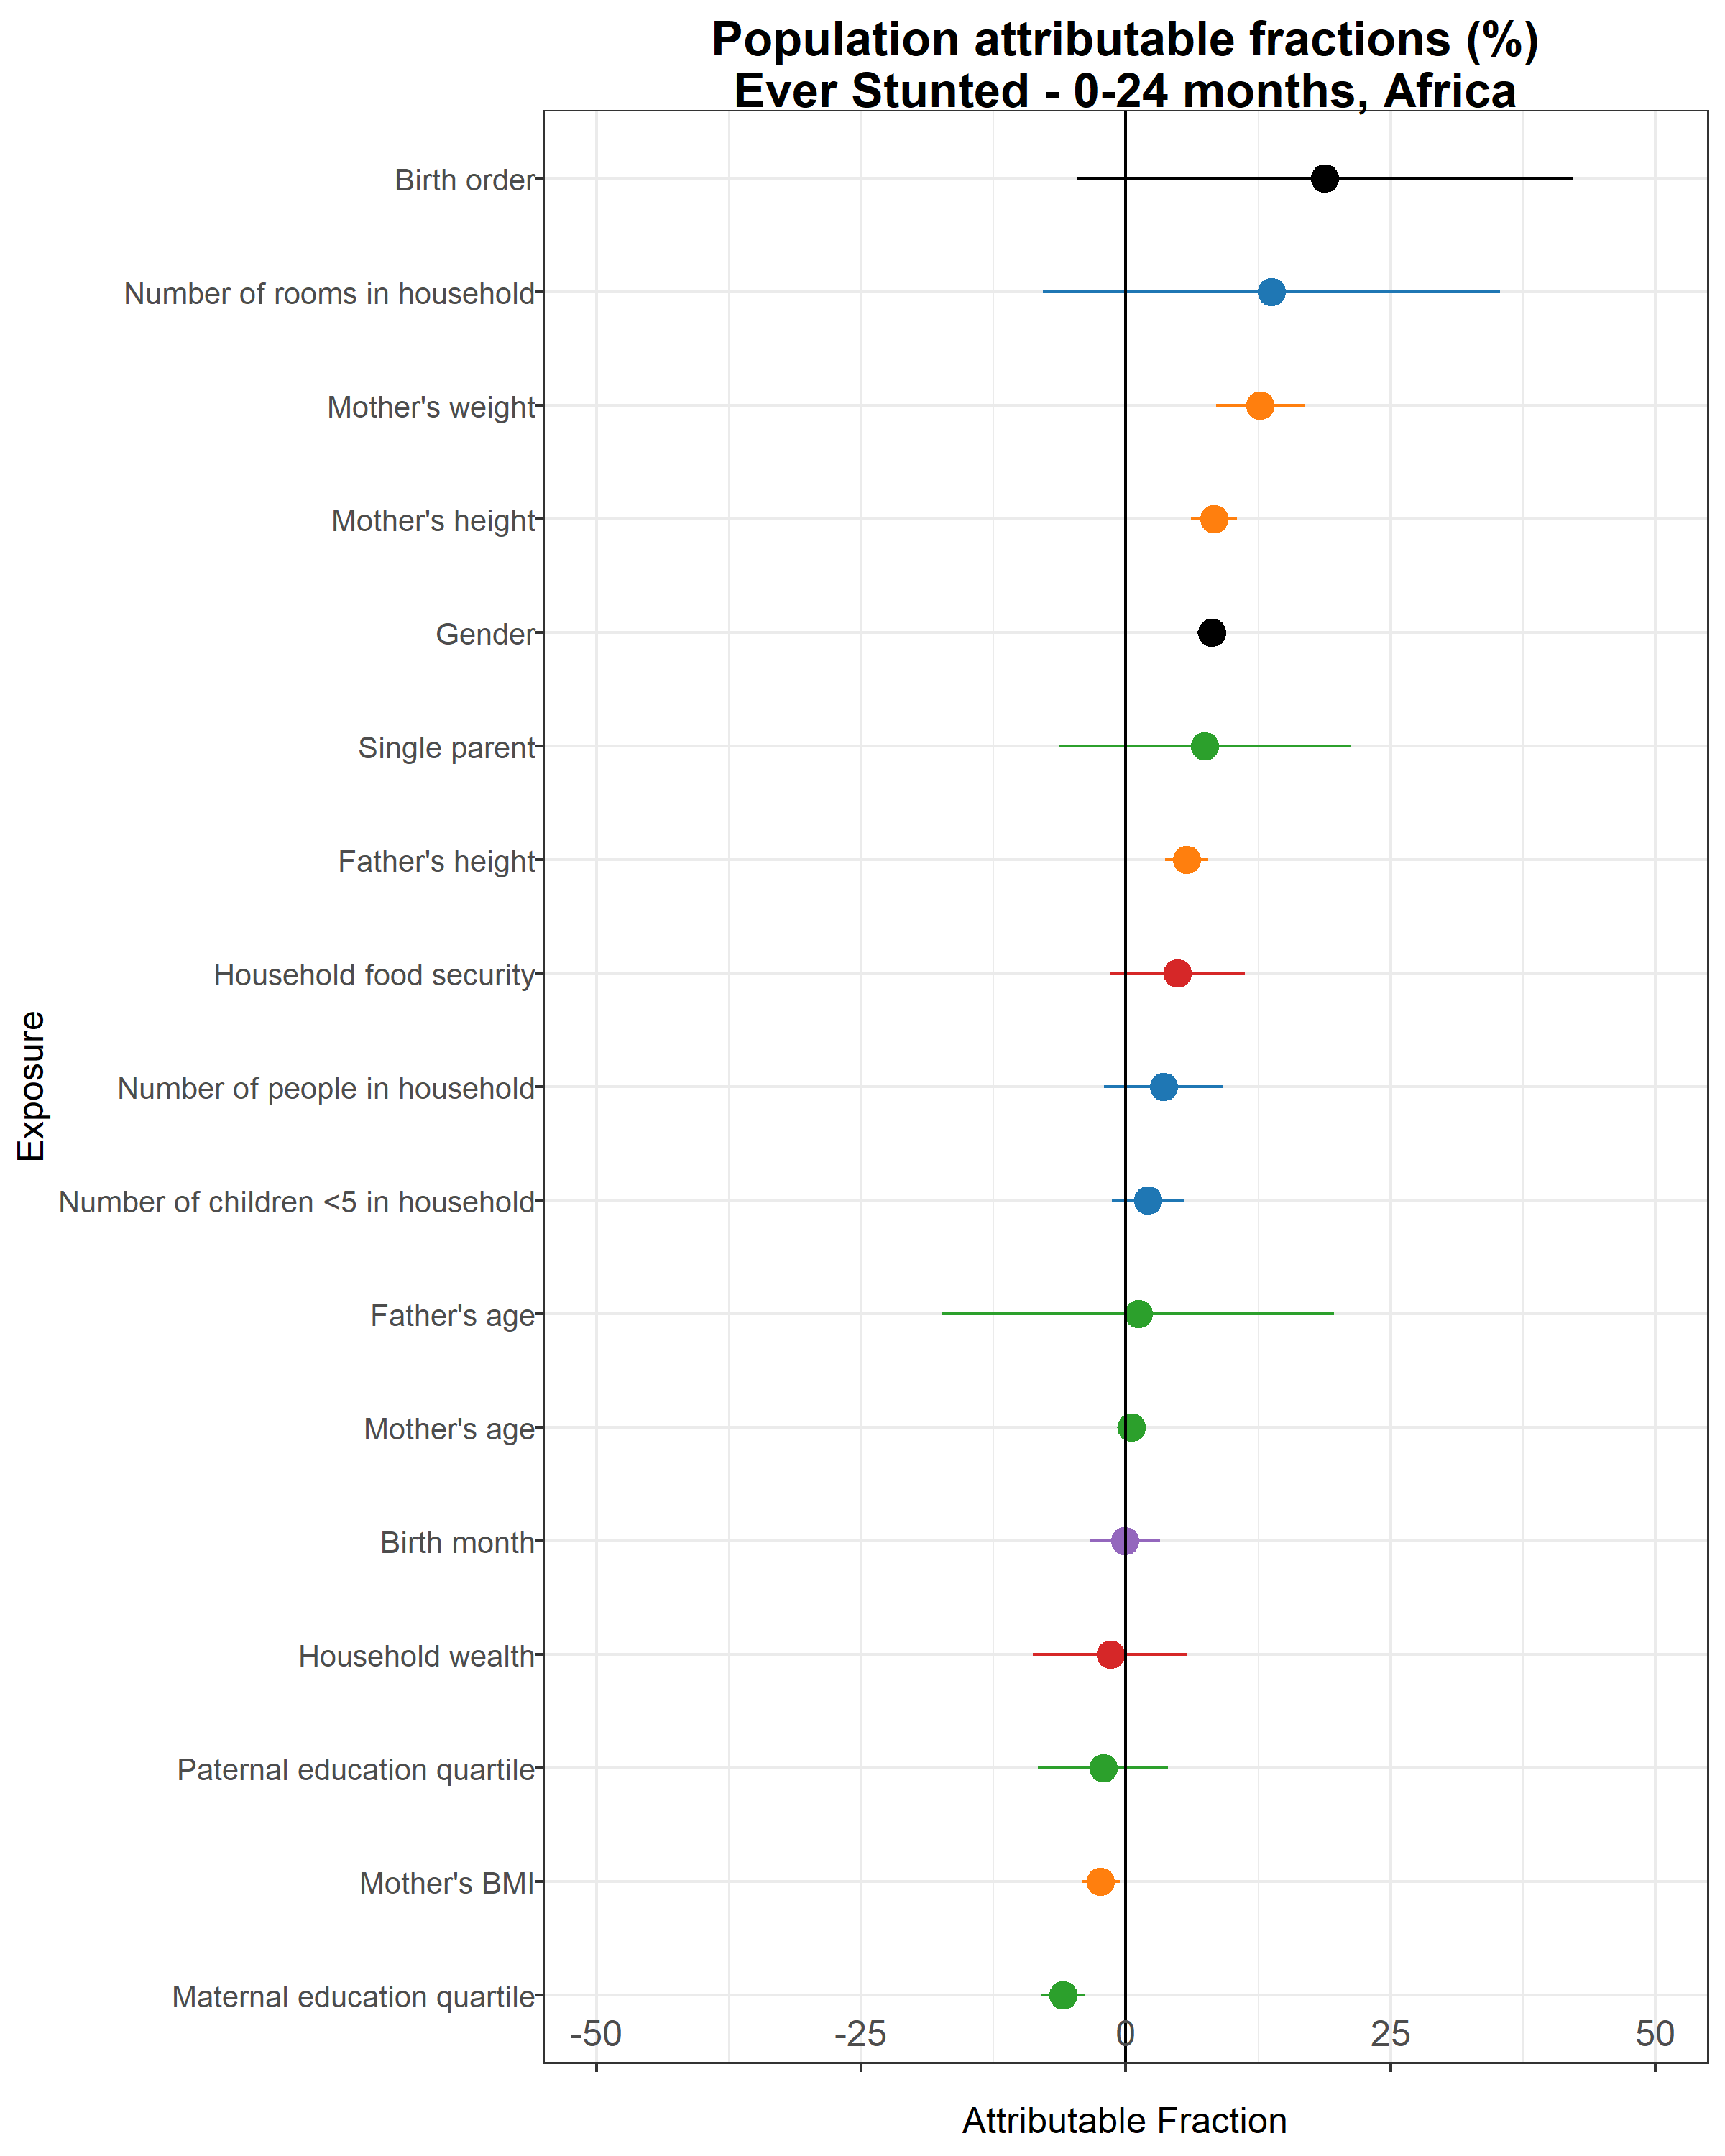 Population attributable fractions (%)
Ever Stunted - 0-24 months, Africa
Birth order
Number of rooms in household
Mother's weight
Mother's height
Gender
Single parent
Father's height
Household food security
Number of people in household
Number of children <5 in household
Father's age
Mother's age
Birth month
Household wealth
Paternal education quartile
Mother's BMI
Maternal education quartile
Exposure
-50 -25 0 25 50
Attributable Fraction